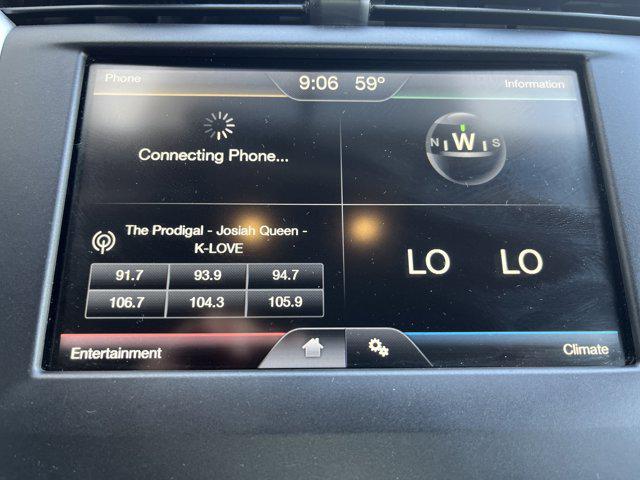 Phone
9:06 59°
Information
Connecting Phone...
N W S
The Prodigal - Josiah Queen -
K-LOVE
91.7 93.9 94.7
106.7 104.3 105.9
LO LO
Entertainment
Climate